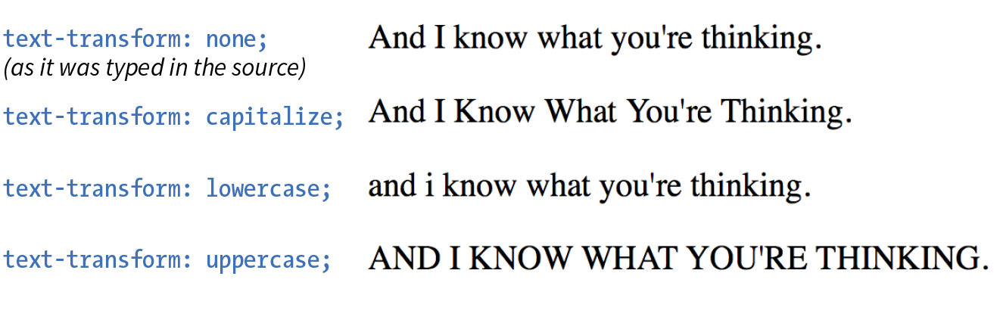 text-transform: none; And I know what you're thinking.
(as it was typed in the source)
text-transform: capitalize; And I Know What You're Thinking.
text-transform: lowercase; and i know what you're thinking.
text-transform: uppercase; AND I KNOW WHAT YOU'RE THINKING.